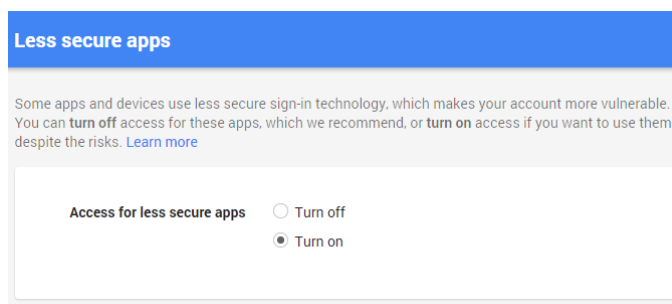 Less secure apps
Some apps and devices use less secure sign-in technology, which makes your account more vulnerable.
You can turn off access for these apps, which we recommend, or turn on access if you want to use them
despite the risks. Learn more
Access for less secure apps
Turn off
Turn on